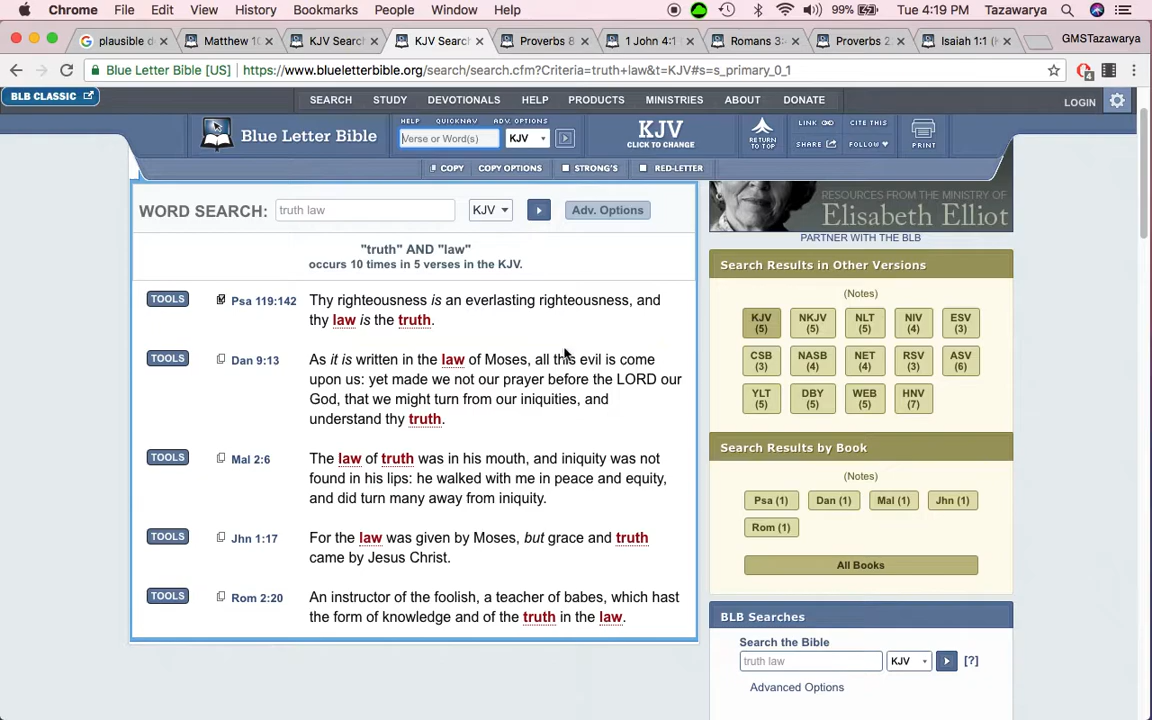 Chrome File Edit View History Bookmarks People Window Help 99% Tue 4:19 PM Tazawarya
plausible d Matthew 10 KJV Search KJV Search Proverbs 8 1 John 4:1 Romans 3: Proverbs 2 Isaiah 1:1 ( GMSTazawarya
Blue Letter Bible [US] https://www.blueletterbible.org/search/search.cfm?Criteria=truth+law&t=KJV#s=s_primary_0_1 4
BLB CLASSIC SEARCH STUDY DEVOTIONALS HELP PRODUCTS MINISTRIES ABOUT DONATE LOGIN
HELP QUICKNAV ADV. OPTIONS
Blue Letter Bible Verse or Word(s) KJV
KJV
CLICK TO CHANGE
RETURN
TO TOP
LINK CITE THIS
SHARE FOLLOW
PRINT
COPY COPY OPTIONS STRONG'S RED-LETTER
WORD SEARCH: truth law KJV Adv. Options
"truth" AND "law"
occurs 10 times in 5 verses in the KJV.
TOOLS Psa 119:142 Thy righteousness is an everlasting righteousness, and
thy law is the truth.
TOOLS Dan 9:13 As it is written in the law of Moses, all this evil is come
upon us: yet made we not our prayer before the LORD our
God, that we might turn from our iniquities, and
understand thy truth.
TOOLS Mal 2:6 The law of truth was in his mouth, and iniquity was not
found in his lips: he walked with me in peace and equity,
and did turn many away from iniquity.
TOOLS Jhn 1:17 For the law was given by Moses, but grace and truth
came by Jesus Christ.
TOOLS Rom 2:20 An instructor of the foolish, a teacher of babes, which hast
the form of knowledge and of the truth in the law.
RESOURCES FROM THE MINISTRY OF
Elisabeth Elliot
PARTNER WITH THE BLB
Search Results in Other Versions
(Notes)
KJV NKJV NLT NIV ESV
(5) (5) (5) (4) (3)
CSB NASB NET RSV ASV
(3) (4) (4) (3) (6)
YLT DBY WEB HNV
(5) (5) (5) (7)
Search Results by Book
(Notes)
Psa (1) Dan (1) Mal (1) Jhn (1)
Rom (1)
All Books
BLB Searches
Search the Bible
truth law KJV [?]
Advanced Options